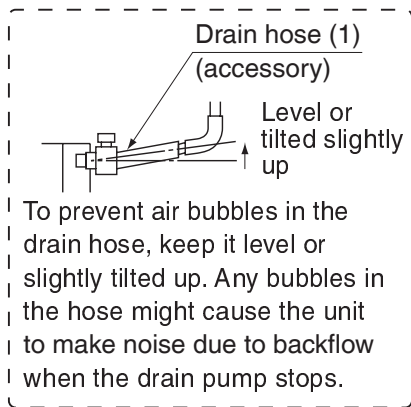 Drain hose (1)
(accessory)
Level or
tilted slightly
up
To prevent air bubbles in the
drain hose, keep it level or
slightly tilted up. Any bubbles in
the hose might cause the unit
to make noise due to backflow
when the drain pump stops.